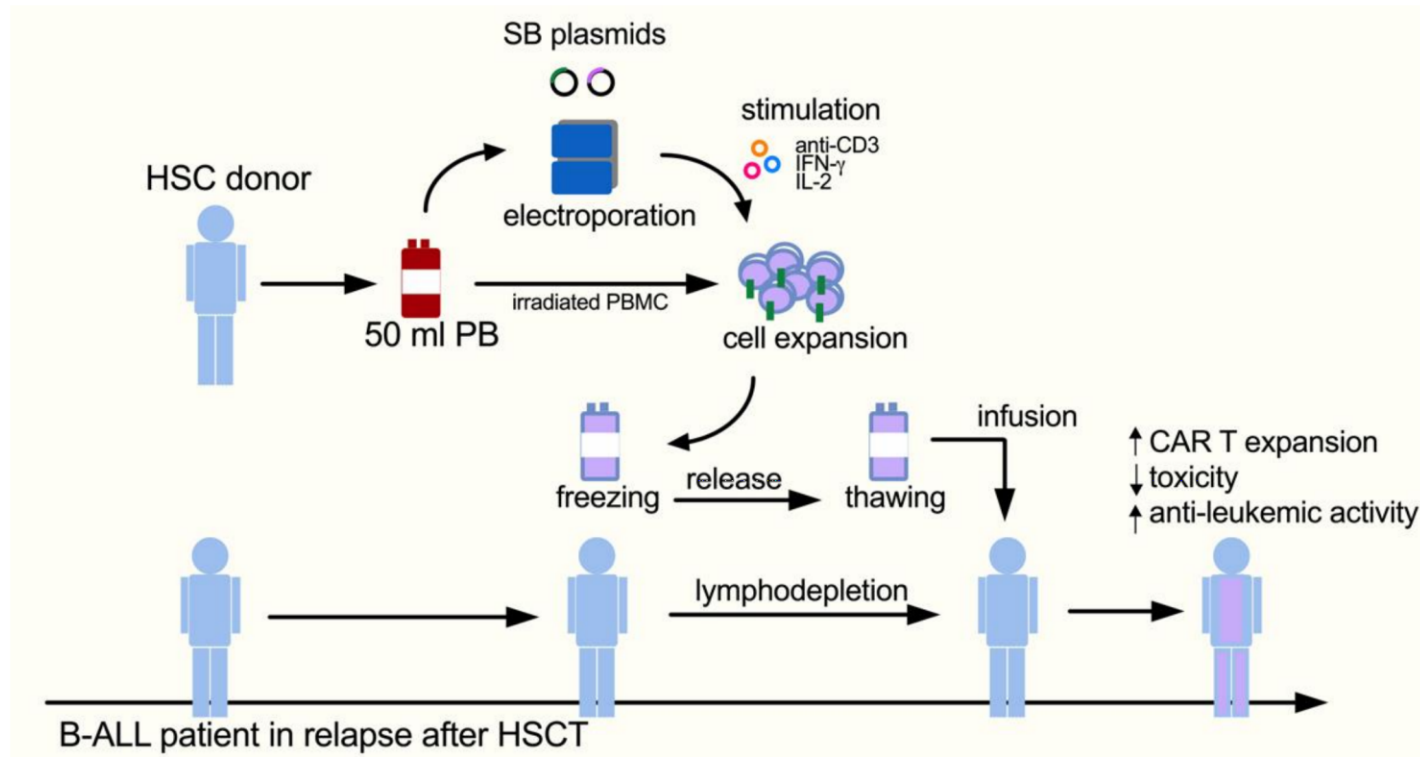 SB plasmids
stimulation
anti-CD3
IFN-γ
IL-2
HSC donor
electroporation
irradiated PBMC
50 ml PB
cell expansion
infusion
CAR T expansion
toxicity
anti-leukemic activity
freezing
release
thawing
lymphodepletion
B-ALL patient in relapse after HSCT